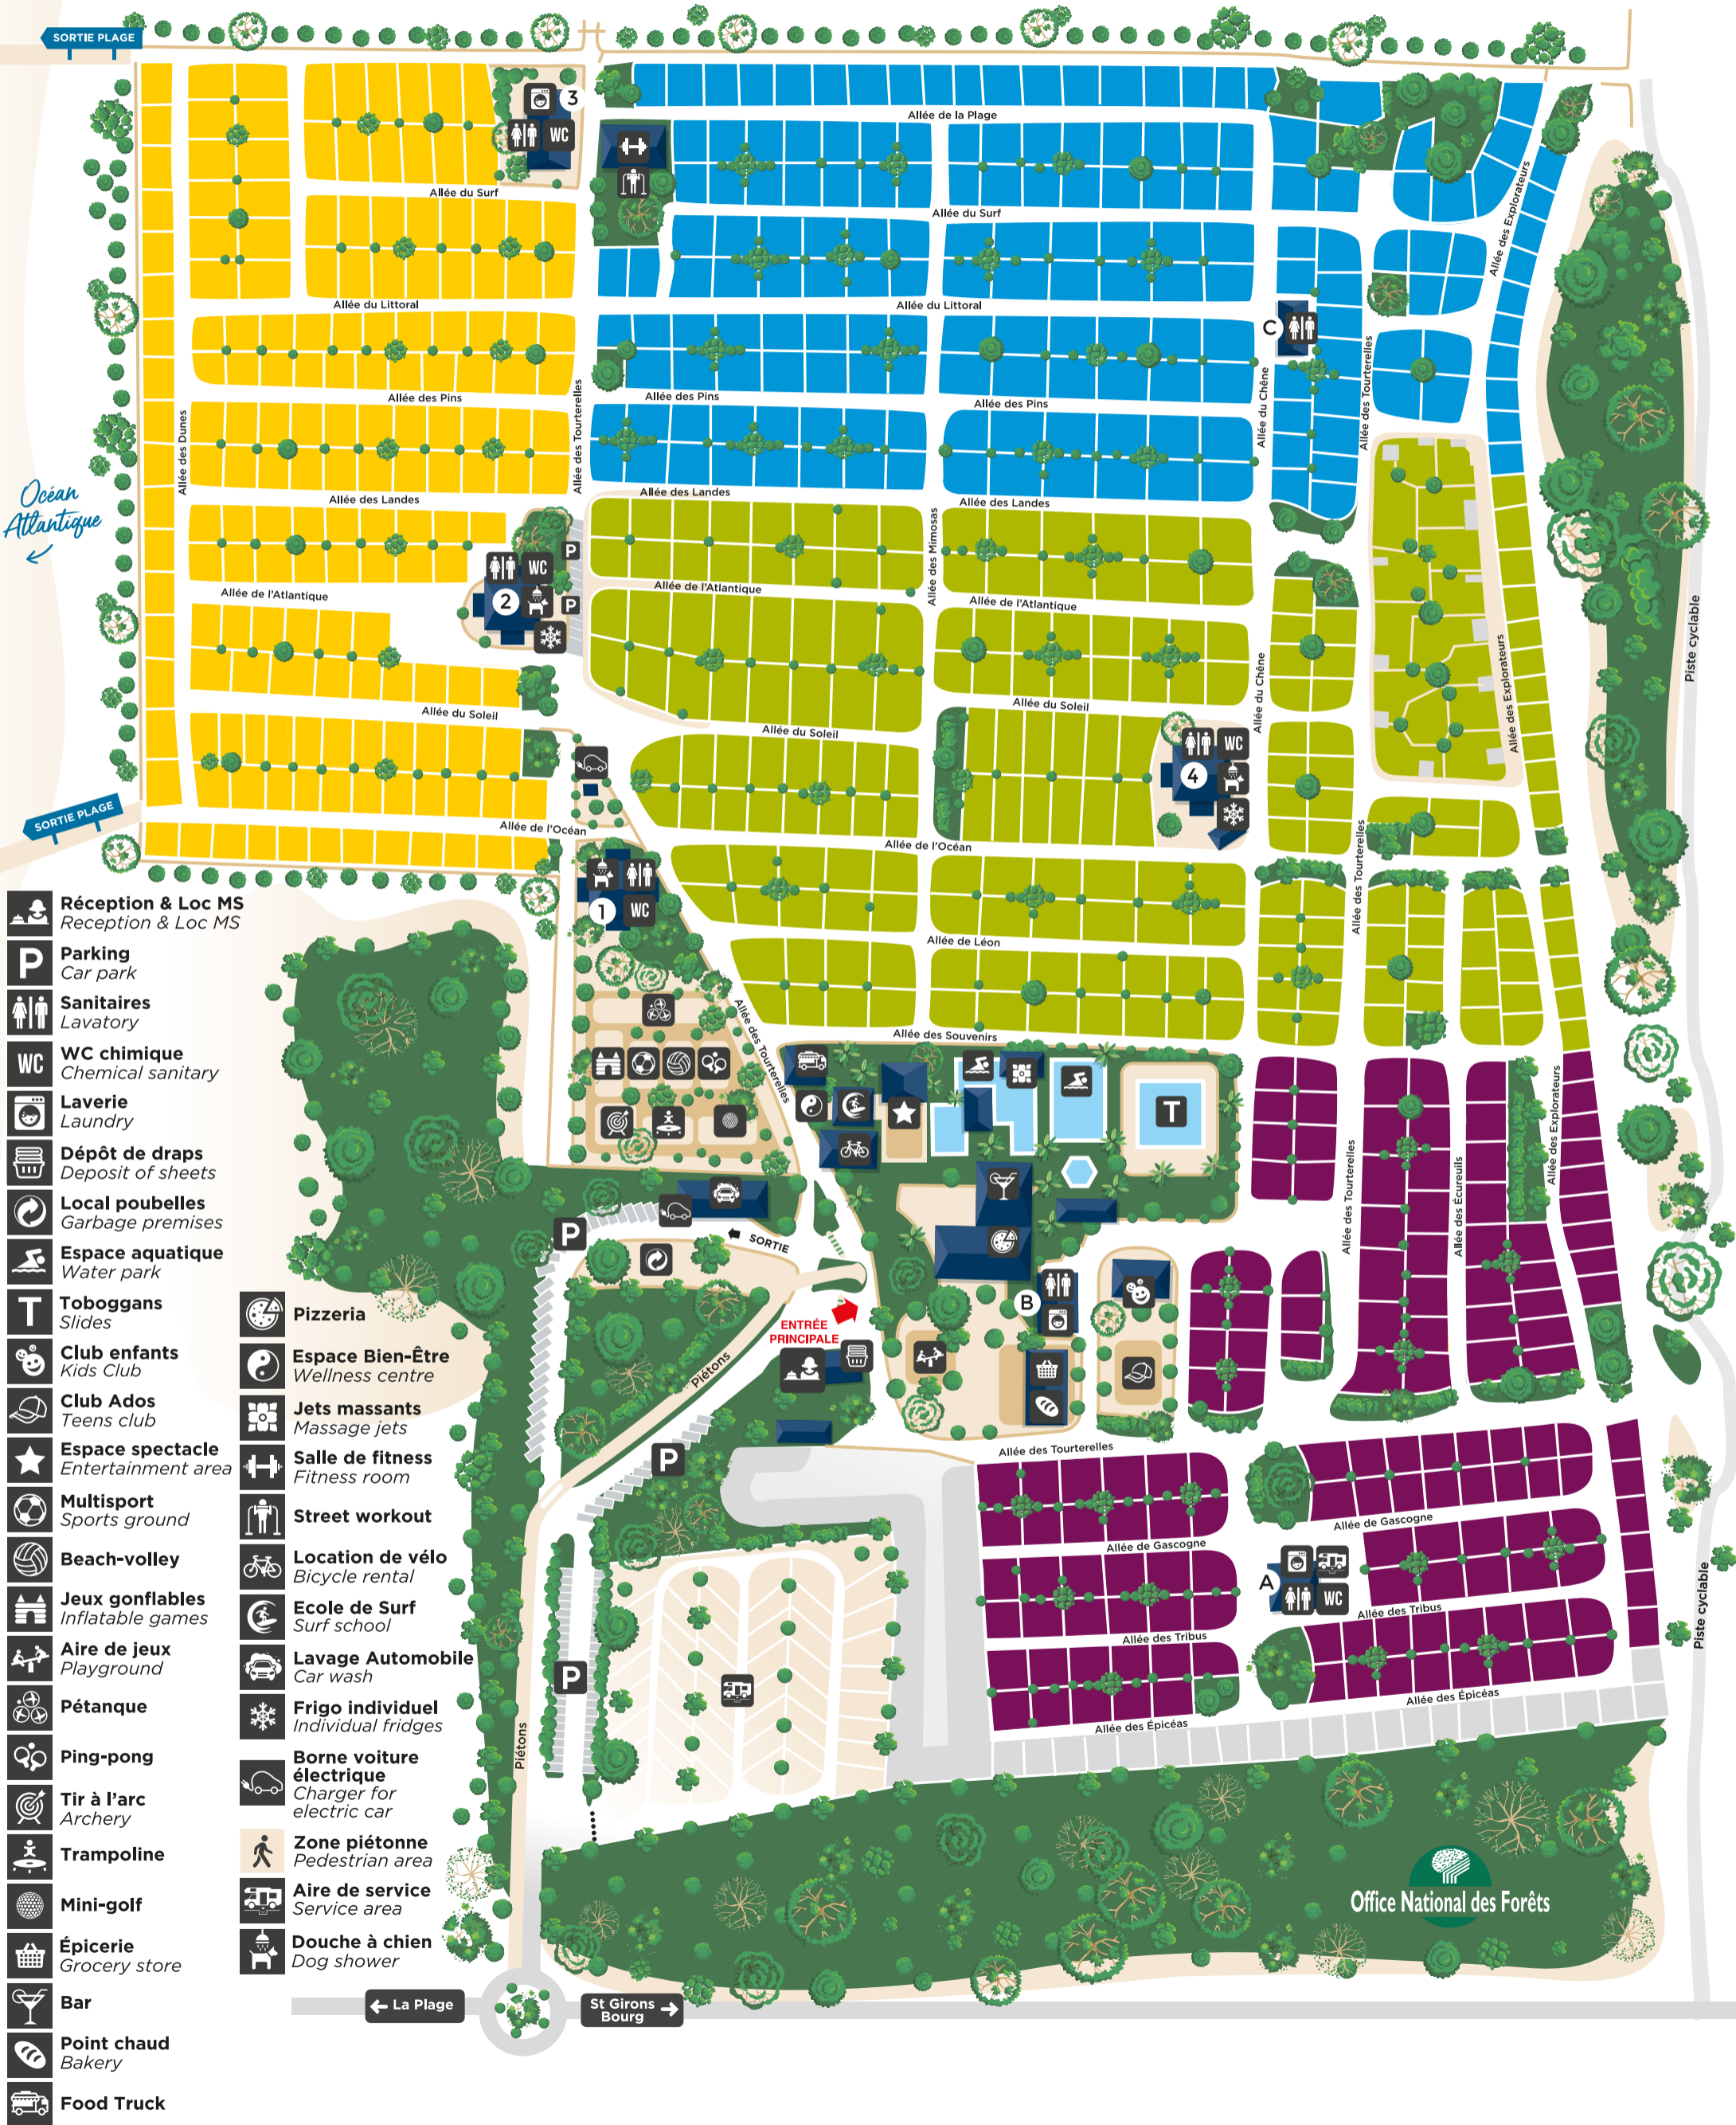 SORTIE PLAGE
3
WC
Allée de la Plage
Allée du Surf
Allée du Surf
Allée des Explorateurs
Allée du Littoral
Allée du Littoral
C
Allée des Pins
Allée des Pins
Allée des Pins
Allée des Dunes
Allée des Tourterelles
Allée du Chêne
Allée des Tourterelles
Océan
Atlantique
Allée des Landes
Allée des Landes
Allée des Landes
Allée des Mimosas
P
WC
2
P
Allée de l'Atlantique
Allée de l'Atlantique
Allée de l'Atlantique
Piste cyclable
Allée du Chêne
Allée des Explorateurs
Allée du Soleil
Allée du Soleil
Allée du Soleil
WC
4
SORTIE PLAGE
Allée de l'Océan
Allée de l'Océan
Allée des Tourterelles
1
WC
Allée de Léon
Allée des Tourterelles
Allée des Souvenirs
T
Allée des Tourterelles
Allée des Écureuils
Allée des Explorateurs
P
SORTIE
ENTRÉE
PRINCIPALE
B
Piétons
P
Allée des Tourterelles
Allée de Gascogne
Allée de Gascogne
A
WC
Allée des Tribus
Allée des Tribus
Piste cyclable
P
Allée des Épicéas
Allée des Épicéas
Piétons
Office National des Forêts
La Plage
St Girons
Bourg
Réception & Loc MS
Reception & Loc MS
P
Parking
Car park
Sanitaires
Lavatory
WC
WC chimique
Chemical sanitary
Laverie
Laundry
Dépôt de draps
Deposit of sheets
Local poubelles
Garbage premises
Espace aquatique
Water park
T
Toboggans
Slides
Club enfants
Kids Club
Club Ados
Teens club
Espace spectacle
Entertainment area
Multisport
Sports ground
Beach-volley
Jeux gonflables
Inflatable games
Aire de jeux
Playground
Pétanque
Ping-pong
Tir à l'arc
Archery
Trampoline
Mini-golf
Épicerie
Grocery store
Bar
Point chaud
Bakery
Food Truck
Pizzeria
Espace Bien-Être
Wellness centre
Jets massants
Massage jets
Salle de fitness
Fitness room
Street workout
Location de vélo
Bicycle rental
Ecole de Surf
Surf school
Lavage Automobile
Car wash
Frigo individuel
Individual fridges
Borne voiture
électrique
Charger for
electric car
Zone piétonne
Pedestrian area
Aire de service
Service area
Douche à chien
Dog shower